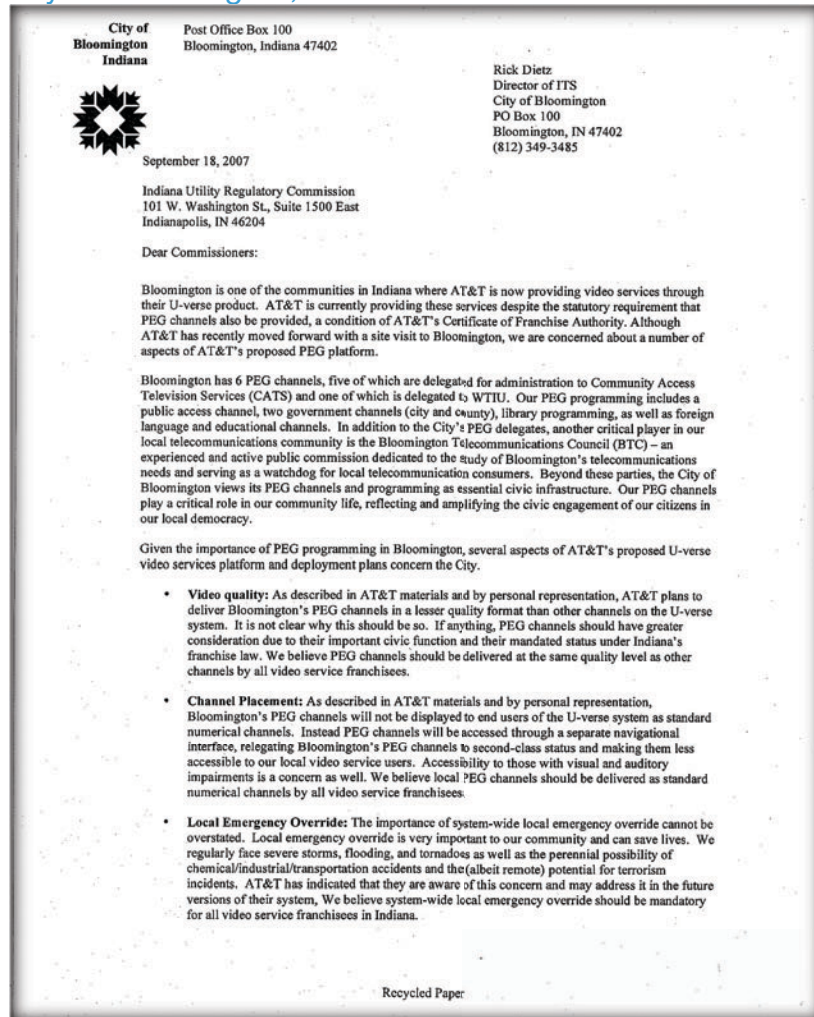 City of
Bloomington
Indiana
Post Office Box 100
Bloomington, Indiana 47402
Rick Dietz
Director of ITS
City of Bloomington
PO Box 100
Bloomington, IN 47402
(812) 349-3485
September 18, 2007
Indiana Utility Regulatory Commission
101 W. Washington St., Suite 1500 East
Indianapolis, IN 46204
Dear Commissioners:
Bloomington is one of the communities in Indiana where AT&T is now providing video services through
their U-verse product. AT&T is currently providing these services despite the statutory requirement that
PEG channels also be provided, a condition of AT&T's Certificate of Franchise Authority. Although
AT&T has recently moved forward with a site visit to Bloomington, we are concerned about a number of
aspects of AT&T's proposed PEG platform.
Bloomington has 6 PEG channels, five of which are delegated for administration to Community Access
Television Services (CATS) and one of which is delegated to WTIU. Our PEG programming includes a
public access channel, two government channels (city and county), library programming, as well as foreign
language and educational channels. In addition to the City's PEG delegates, another critical player in our
local telecommunications community is the Bloomington Telecommunications Council (BTC) – an
experienced and active public commission dedicated to the study of Bloomington's telecommunications
needs and serving as a watchdog for local telecommunication consumers. Beyond these parties, the City of
Bloomington views its PEG channels and programming as essential civic infrastructure. Our PEG channels
play a critical role in our community life, reflecting and amplifying the civic engagement of our citizens in
our local democracy.
Given the importance of PEG programming in Bloomington, several aspects of AT&T's proposed U-verse
video services platform and deployment plans concern the City.
• Video quality: As described in AT&T materials and by personal representation, AT&T plans to
deliver Bloomington's PEG channels in a lesser quality format than other channels on the U-verse
system. It is not clear why this should be so. If anything, PEG channels should have greater
consideration due to their important civic function and their mandated status under Indiana's
franchise law. We believe PEG channels should be delivered at the same quality level as other
channels by all video service franchisees.
• Channel Placement: As described in AT&T materials and by personal representation,
Bloomington's PEG channels will not be displayed to end users of the U-verse system as standard
numerical channels. Instead PEG channels will be accessed through a separate navigational
interface, relegating Bloomington's PEG channels to second-class status and making them less
accessible to our local video service users. Accessibility to those with visual and auditory
impairments is a concern as well. We believe local PEG channels should be delivered as standard
numerical channels by all video service franchisees.
• Local Emergency Override: The importance of system-wide local emergency override cannot be
overstated. Local emergency override is very important to our community and can save lives. We
regularly face severe storms, flooding, and tornadoes as well as the perennial possibility of
chemical/industrial/transportation accidents and the (albeit remote) potential for terrorism
incidents. AT&T has indicated that they are aware of this concern and may address it in the future
versions of their system, We believe system-wide local emergency override should be mandatory
for all video service franchisees in Indiana.
Recycled Paper